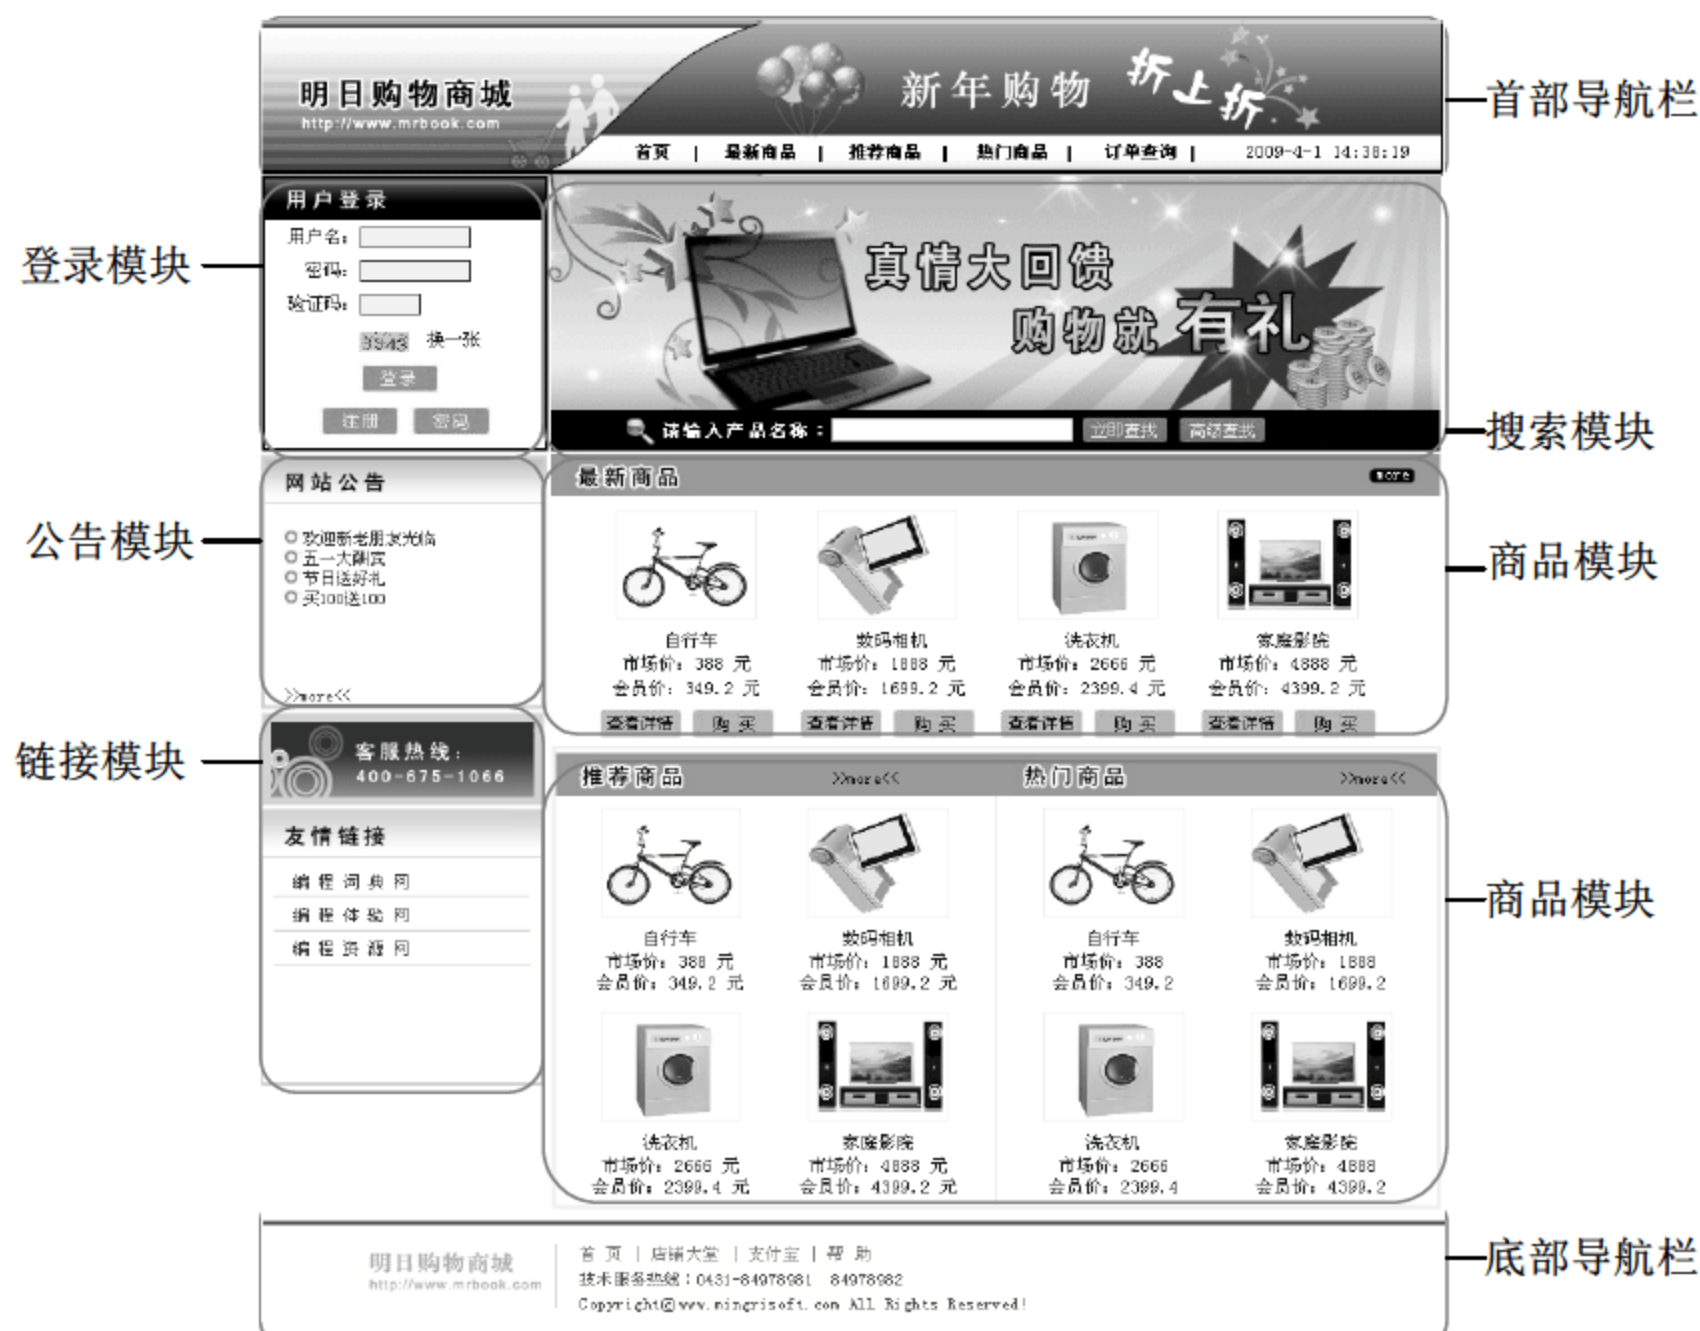 明日购物商城
http://www.mrbook.com
新年购物 折上折
首页 | 最新商品 | 推荐商品 | 热门商品 | 订单查询 | 2009-4-1 14:38:19
首部导航栏
登录模块
用户登录
用户名:
密码:
验证码:
换一张
登录
注册 密码
真情大回馈
购物就 有礼
请输入产品名称: 立即查找 高级查找
搜索模块
公告模块
网站公告
欢迎新老朋友光临
五一大酬宾
节日送好礼
买100送100
>>more<<
最新商品 more
商品模块
自行车 数码相机 洗衣机 家庭影院
市场价: 388 元 市场价: 1888 元 市场价: 2666 元 市场价: 4888 元
会员价: 349.2 元 会员价: 1699.2 元 会员价: 2399.4 元 会员价: 4399.2 元
查看详情 购买 查看详情 购买 查看详情 购买 查看详情 购买
链接模块
客服热线:
400-675-1066
友情链接
编程词典网
编程体验网
编程资源网
推荐商品 >>more<< 热门商品 >>more<<
商品模块
自行车 数码相机 自行车 数码相机
市场价: 388 元 市场价: 1888 元 市场价: 388 市场价: 1888
会员价: 349.2 元 会员价: 1699.2 元 会员价: 349.2 会员价: 1699.2
洗衣机 家庭影院 洗衣机 家庭影院
市场价: 2666 元 市场价: 4888 元 市场价: 2666 市场价: 4888
会员价: 2399.4 元 会员价: 4399.2 元 会员价: 2399.4 会员价: 4399.2
底部导航栏
明日购物商城
http://www.mrbook.com
首 页 | 店铺大堂 | 支付宝 | 帮 助
技术服务热线:0431-84978981 84978982
Copyright@www.mingrisoft.com All Rights Reserved!